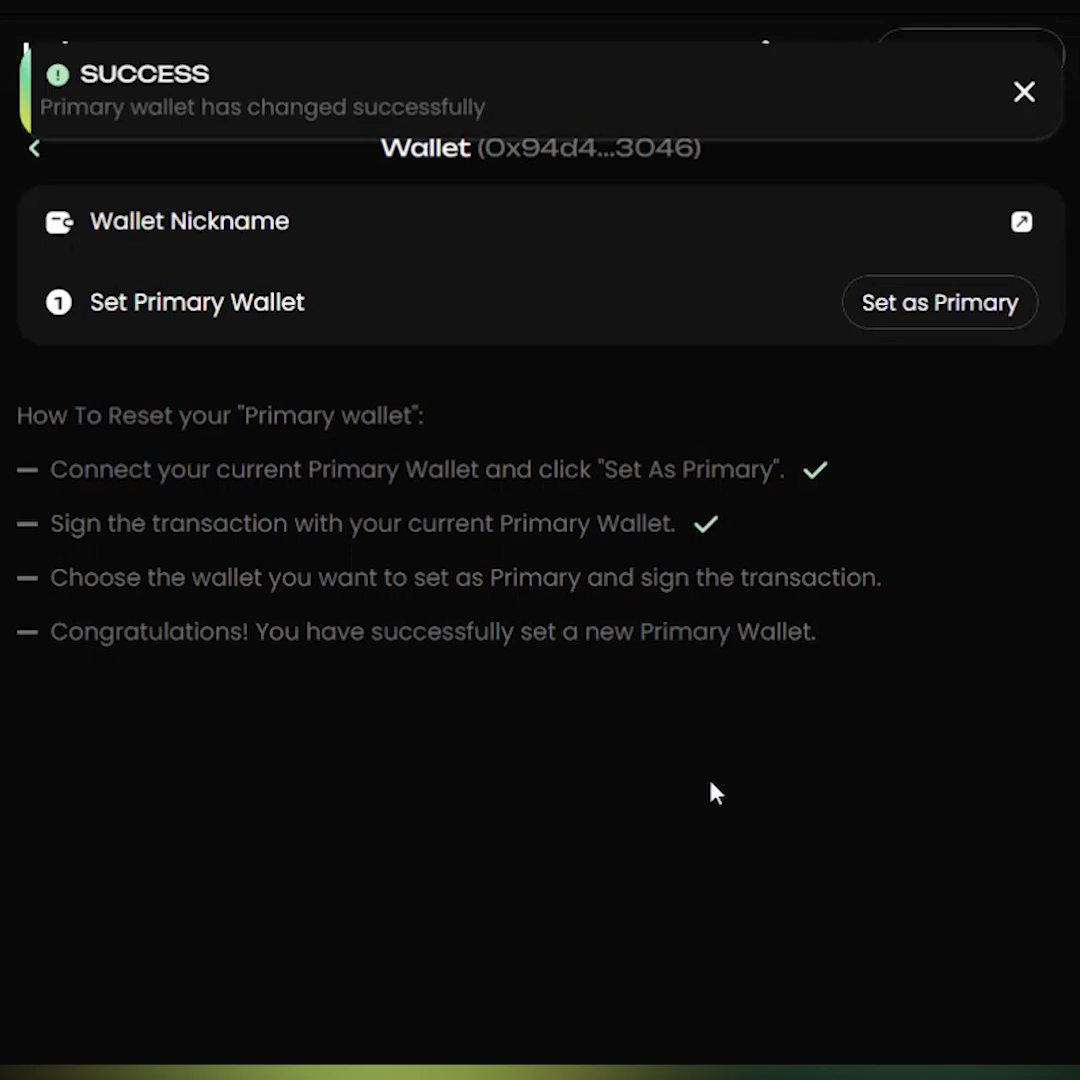 SUCCESS
Primary wallet has changed successfully
Wallet (0x94d4...3046)
Wallet Nickname
1 Set Primary Wallet
Set as Primary
How To Reset your "Primary wallet":
— Connect your current Primary Wallet and click "Set As Primary".
— Sign the transaction with your current Primary Wallet.
— Choose the wallet you want to set as Primary and sign the transaction.
— Congratulations! You have successfully set a new Primary Wallet.